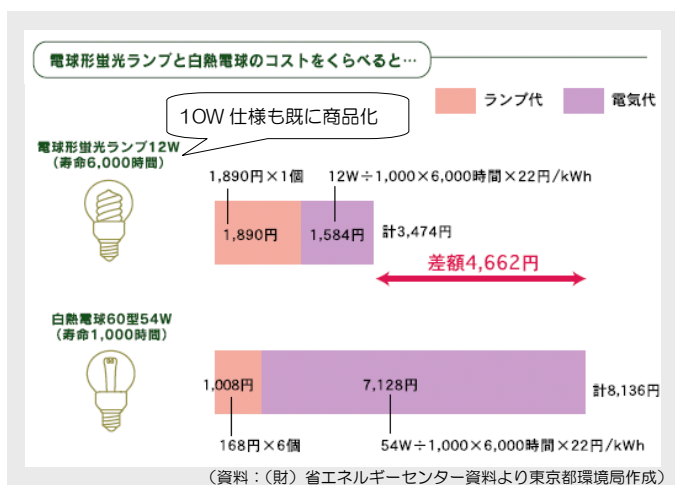 電球形蛍光ランプと白熱電球のコストをくらべると…
ランプ代
電気代
10W仕様も既に商品化
電球形蛍光ランプ12W
(寿命6,000時間)
1,890円×1個
12W÷1,000×6,000時間×22円/kWh
1,890円
1,584円
計3,474円
差額4,662円
白熱電球60型54W
(寿命1,000時間)
1,008円
7,128円
計8,136円
168円×6個
54W÷1,000×6,000時間×22円/kWh
(資料：(財)省エネルギーセンター資料より東京都環境局作成)